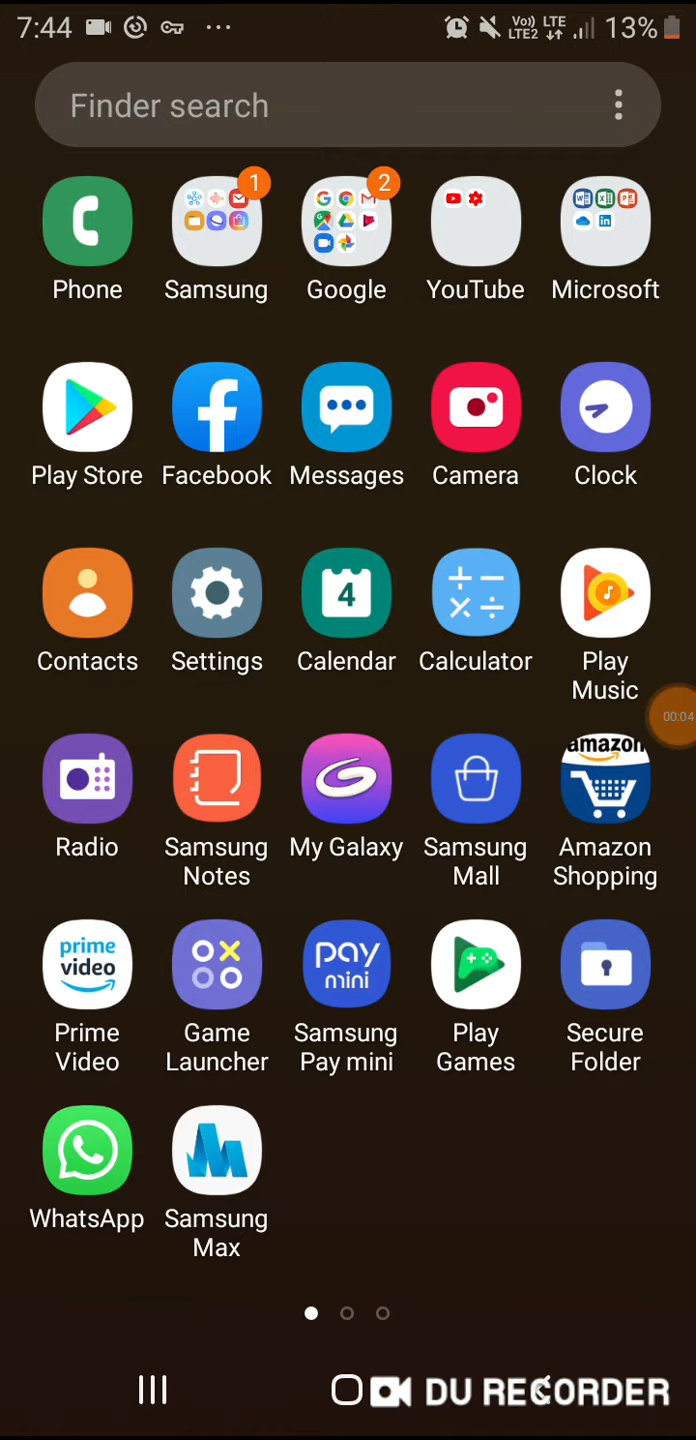 7:44 ··· Vo) LTE2 LTE 13%
Finder search
1 2
Phone Samsung Google YouTube Microsoft
Play Store Facebook Messages Camera Clock
4
Contacts Settings Calendar Calculator Play Music
00:04
amazon
Radio Samsung Notes My Galaxy Samsung Mall Amazon Shopping
prime video pay mini
Prime Video Game Launcher Samsung Pay mini Play Games Secure Folder
WhatsApp Samsung Max
DU RECORDER